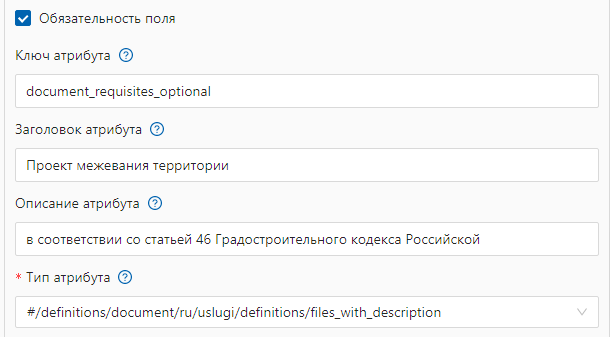 Обязательность поля
Ключ атрибута ?
document_requisites_optional
Заголовок атрибута ?
Проект межевания территории
Описание атрибута ?
в соответствии со статьей 46 Градостроительного кодекса Российской
* Тип атрибута ?
#/definitions/document/ru/uslugi/definitions/files_with_description